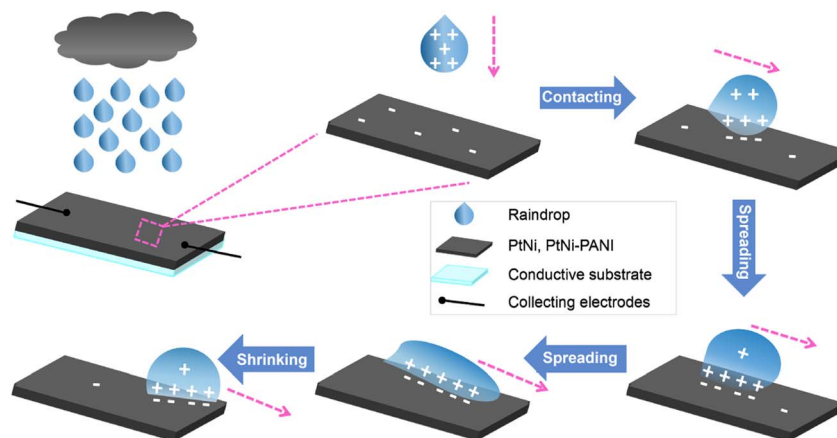 Contacting
Spreading
Raindrop
PtNi, PtNi-PANI
Conductive substrate
Collecting electrodes
Shrinking
Spreading